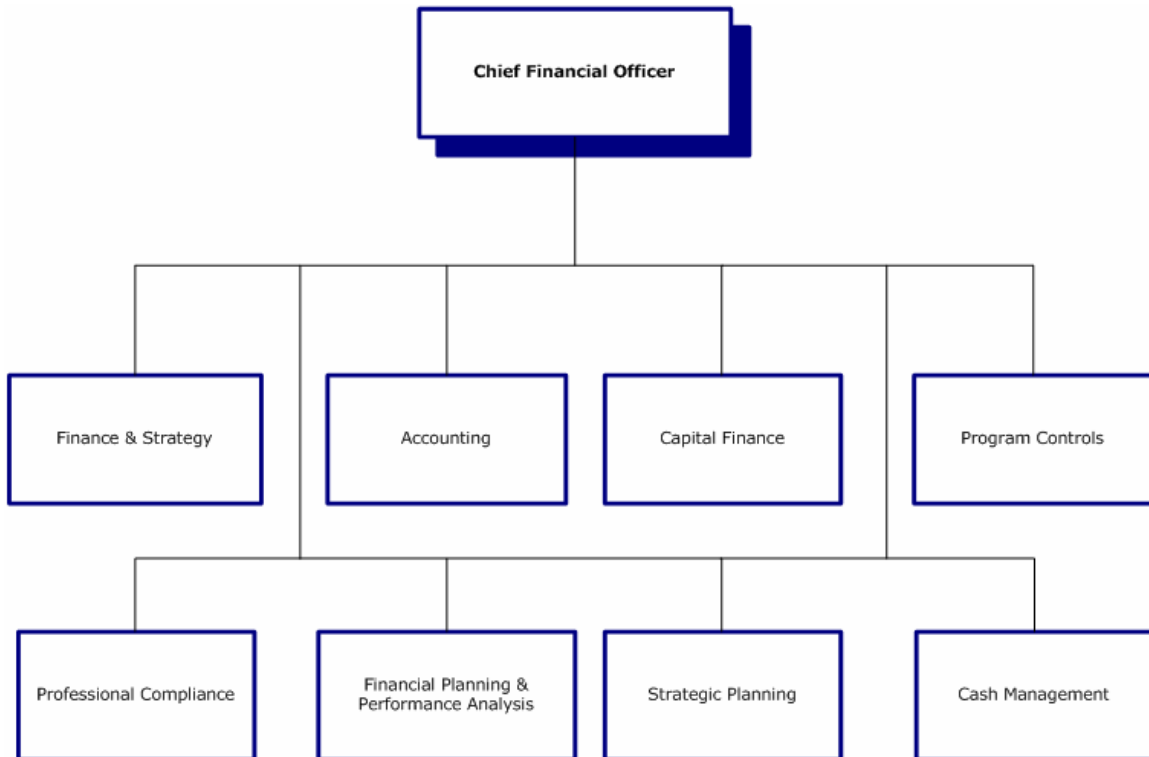 Chief Financial Officer
Finance & Strategy
Accounting
Capital Finance
Program Controls
Professional Compliance
Financial Planning &
Performance Analysis
Strategic Planning
Cash Management